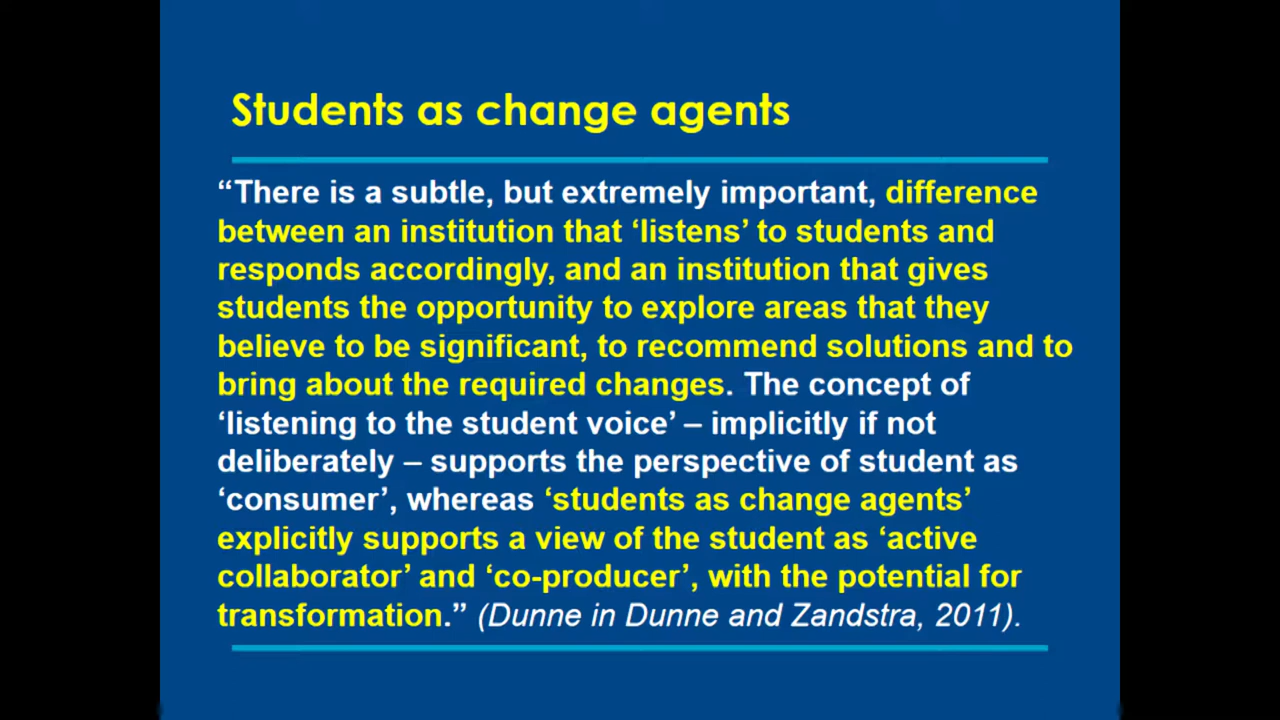 Students as change agents
“There is a subtle, but extremely important, difference
between an institution that ‘listens’ to students and
responds accordingly, and an institution that gives
students the opportunity to explore areas that they
believe to be significant, to recommend solutions and to
bring about the required changes. The concept of
‘listening to the student voice’ – implicitly if not
deliberately – supports the perspective of student as
‘consumer’, whereas ‘students as change agents’
explicitly supports a view of the student as ‘active
collaborator’ and ‘co-producer’, with the potential for
transformation.” (Dunne in Dunne and Zandstra, 2011).